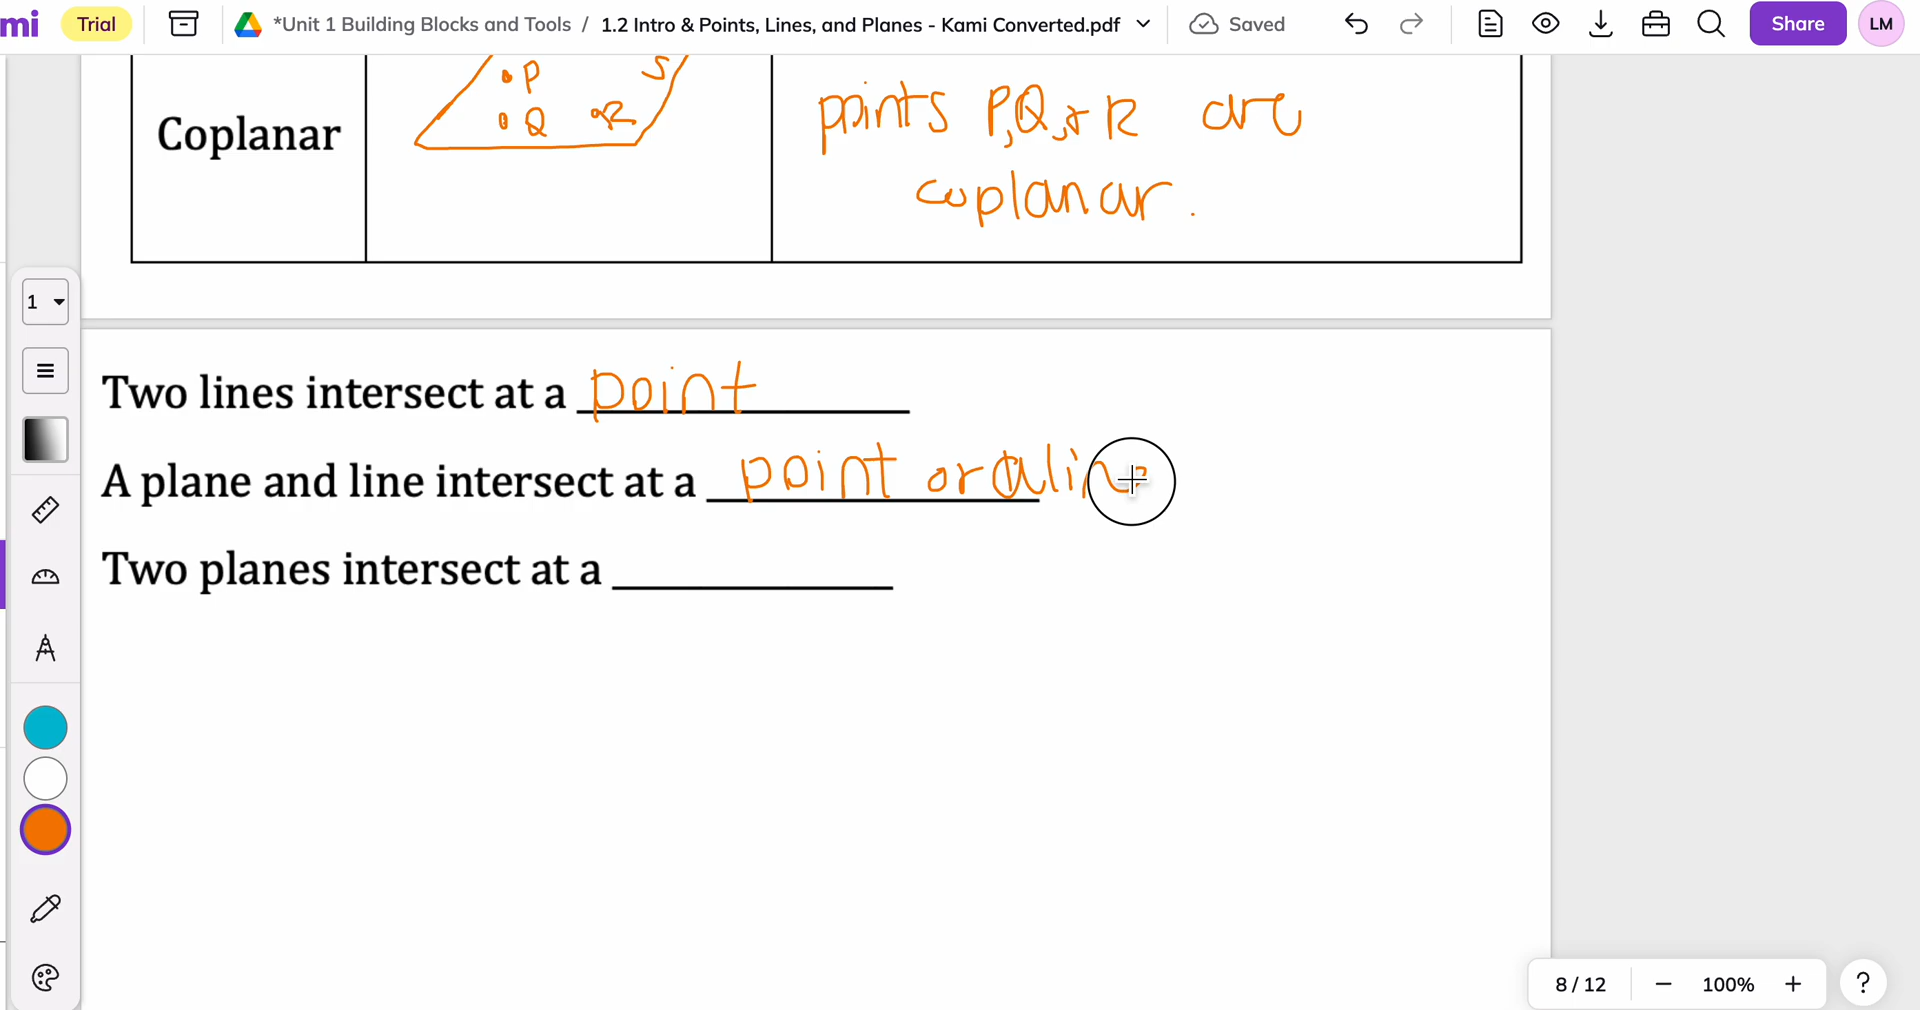 mi Trial *Unit 1 Building Blocks and Tools / 1.2 Intro & Points, Lines, and Planes - Kami Converted.pdf Saved Share LM
P S
Q R
Coplanar
points P,Q,+ R are
coplanar.
1
Two lines intersect at a point
A plane and line intersect at a point or a line
Two planes intersect at a
8 / 12 − 100% + ?